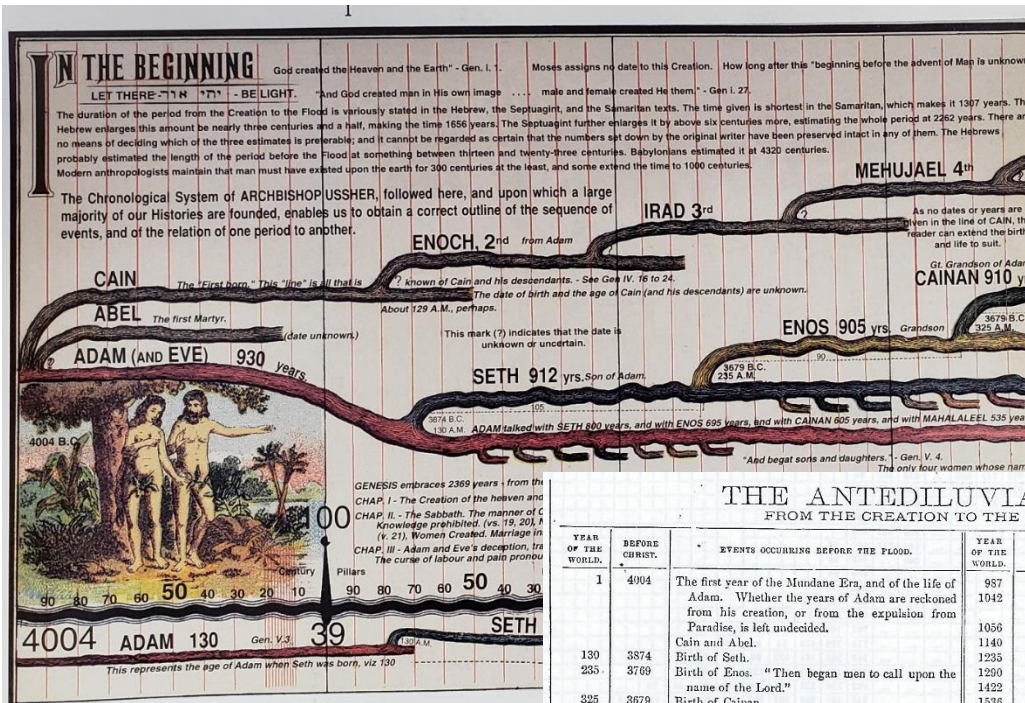 1
IN THE BEGINNING
God created the Heaven and the Earth" - Gen. i. 1.
Moses assigns no date to this Creation. How long after this "beginning before the advent of Man is unknow
LET THERE - יהי אור - BE LIGHT.
"And God created man in His own image .... male and female created He them." - Gen i. 27.
The duration of the period from the Creation to the Flood is variously stated in the Hebrew, the Septuagint, and the Samaritan texts. The time given is shortest in the Samaritan, which makes it 1307 years. Th
Hebrew enlarges this amount be nearly three centuries and a half, making the time 1656 years. The Septuagint further enlarges it by above six centuries more, estimating the whole period at 2262 years. There ar
no means of deciding which of the three estimates is preferable; and it cannot be regarded as certain that the numbers set down by the original writer have been preserved intact in any of them. The Hebrews
probably estimated the length of the period before the Flood at something between thirteen and twenty-three centuries. Babylonians estimated it at 4320 centuries.
Modern anthropologists maintain that man must have existed upon the earth for 300 centuries at the least, and some extend the time to 1000 centuries.
The Chronological System of ARCHBISHOP USSHER, followed here, and upon which a large
majority of our Histories are founded, enables us to obtain a correct outline of the sequence of
events, and of the relation of one period to another.
MEHUJAEL 4th
IRAD 3rd
?
As no dates or years are
given in the line of CAIN, th
reader can extend the birth
and life to suit.
ENOCH, 2nd from Adam
Gt. Grandson of Adam
CAINAN 910 y
CAIN
The "First born." This "line" is all that is ? known of Cain and his descendants. - See Gen IV. 16 to 24.
The date of birth and the age of Cain (and his descendants) are unknown.
About 129 A.M., perhaps.
ABEL The first Martyr.
(date unknown.)
This mark (?) indicates that the date is
unknown or uncertain.
ENOS 905 yrs. Grandson
3679 B.C.
325 A.M.
90
?
ADAM (AND EVE) 930 years
SETH 912 yrs. Son of Adam.
3679 B.C.
235 A.M.
105
3874 B.C.
130 A.M.
ADAM talked with SETH 800 years, and with ENOS 695 years, and with CAINAN 605 years, and with MAHALALEEL 535 yea
"And begat sons and daughters." - Gen. V. 4.
The only four women whose nam
4004 B.C.
GENESIS embraces 2369 years - from the
CHAP. I - The Creation of the heaven and
CHAP. II. - The Sabbath. The manner of C
Knowledge prohibited. (vs. 19, 20), N
(v. 21), Women Created. Marriage in
CHAP. III - Adam and Eve's deception, tra
The curse of labour and pain pronou
100
Century Pillars
90 80 70 60 50 40 30 20 10 90 80 70 60 50 40 30
4004 ADAM 130 Gen. V.3 39
130 A.M.
SETH
This represents the age of Adam when Seth was born, viz 130
THE ANTEDILUVIA
FROM THE CREATION TO THE
YEAR OF THE WORLD.
BEFORE CHRIST.
EVENTS OCCURRING BEFORE THE FLOOD.
YEAR OF THE WORLD.
1 4004 The first year of the Mundane Era, and of the life of 987
Adam. Whether the years of Adam are reckoned 1042
from his creation, or from the expulsion from
Paradise, is left undecided. 1056
Cain and Abel. 1140
130 3874 Birth of Seth. 1235
235 3769 Birth of Enos. "Then began men to call upon the 1290
name of the Lord." 1422
325 3679 Birth of Cainan. 1536